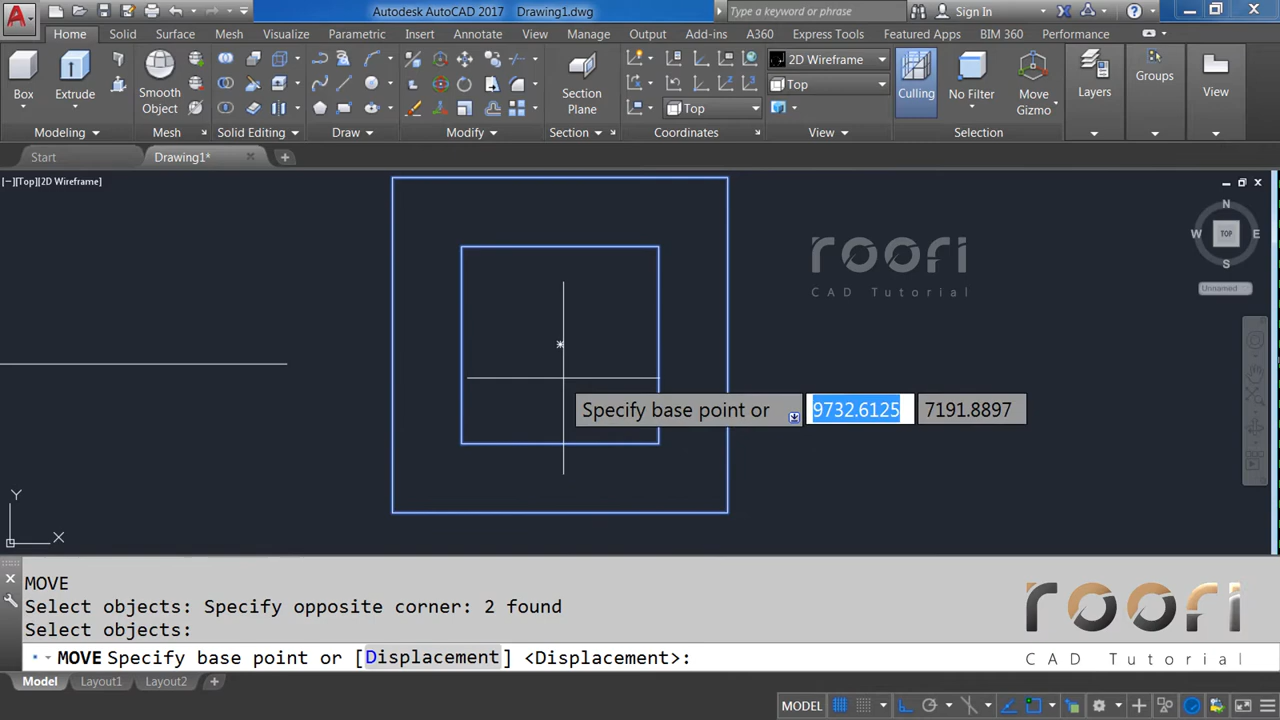 A
Autodesk AutoCAD 2017 Drawing1.dwg
Type a keyword or phrase
Sign In
?
Home Solid Surface Mesh Visualize Parametric Insert Annotate View Manage Output Add-ins A360 Express Tools Featured Apps BIM 360 Performance
Box
Extrude
Smooth Object
Section Plane
2D Wireframe
Top
Top
Culling
No Filter
Move Gizmo
Layers
Groups
View
Modeling Mesh Solid Editing Draw Modify Section Coordinates View Selection
Start Drawing1*
[−][Top][2D Wireframe]
N
W TOP E
S
Unnamed
roori
CAD Tutorial
Specify base point or 9732.6125 7191.8897
Y
X
MOVE
Select objects: Specify opposite corner: 2 found
Select objects:
MOVE Specify base point or [Displacement] <Displacement>:
roori
CAD Tutorial
Model Layout1 Layout2
MODEL